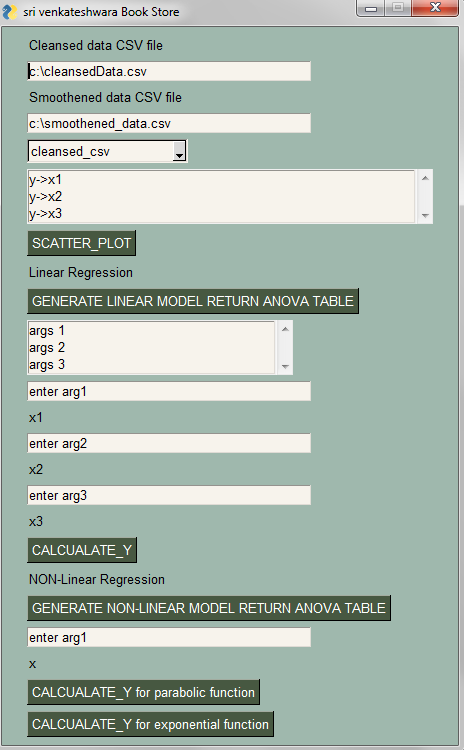 sri venkateshwara Book Store
Cleansed data CSV file
c:\cleansedData.csv
Smoothened data CSV file
c:\smoothened_data.csv
cleansed_csv
y->x1
y->x2
y->x3
SCATTER_PLOT
Linear Regression
GENERATE LINEAR MODEL RETURN ANOVA TABLE
args 1
args 2
args 3
enter arg1
x1
enter arg2
x2
enter arg3
x3
CALCUALATE_Y
NON-Linear Regression
GENERATE NON-LINEAR MODEL RETURN ANOVA TABLE
enter arg1
x
CALCUALATE_Y for parabolic function
CALCUALATE_Y for exponential function